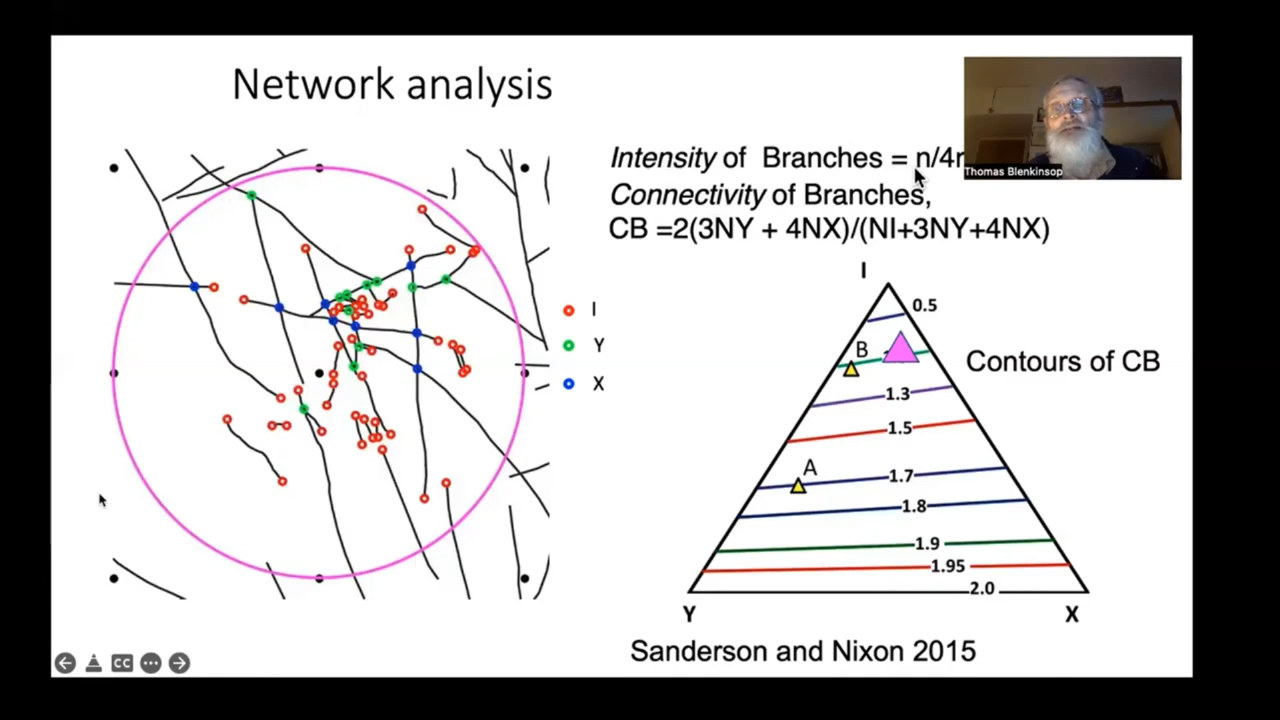 Network analysis
Intensity of Branches = n/4
Thomas Blenkinsop
Connectivity of Branches,
CB =2(3NY + 4NX)/(NI+3NY+4NX)
I
Y
X
I
0.5
B
Contours of CB
1.3
1.5
A
1.7
1.8
1.9
1.95
2.0
Y
X
Sanderson and Nixon 2015
CC